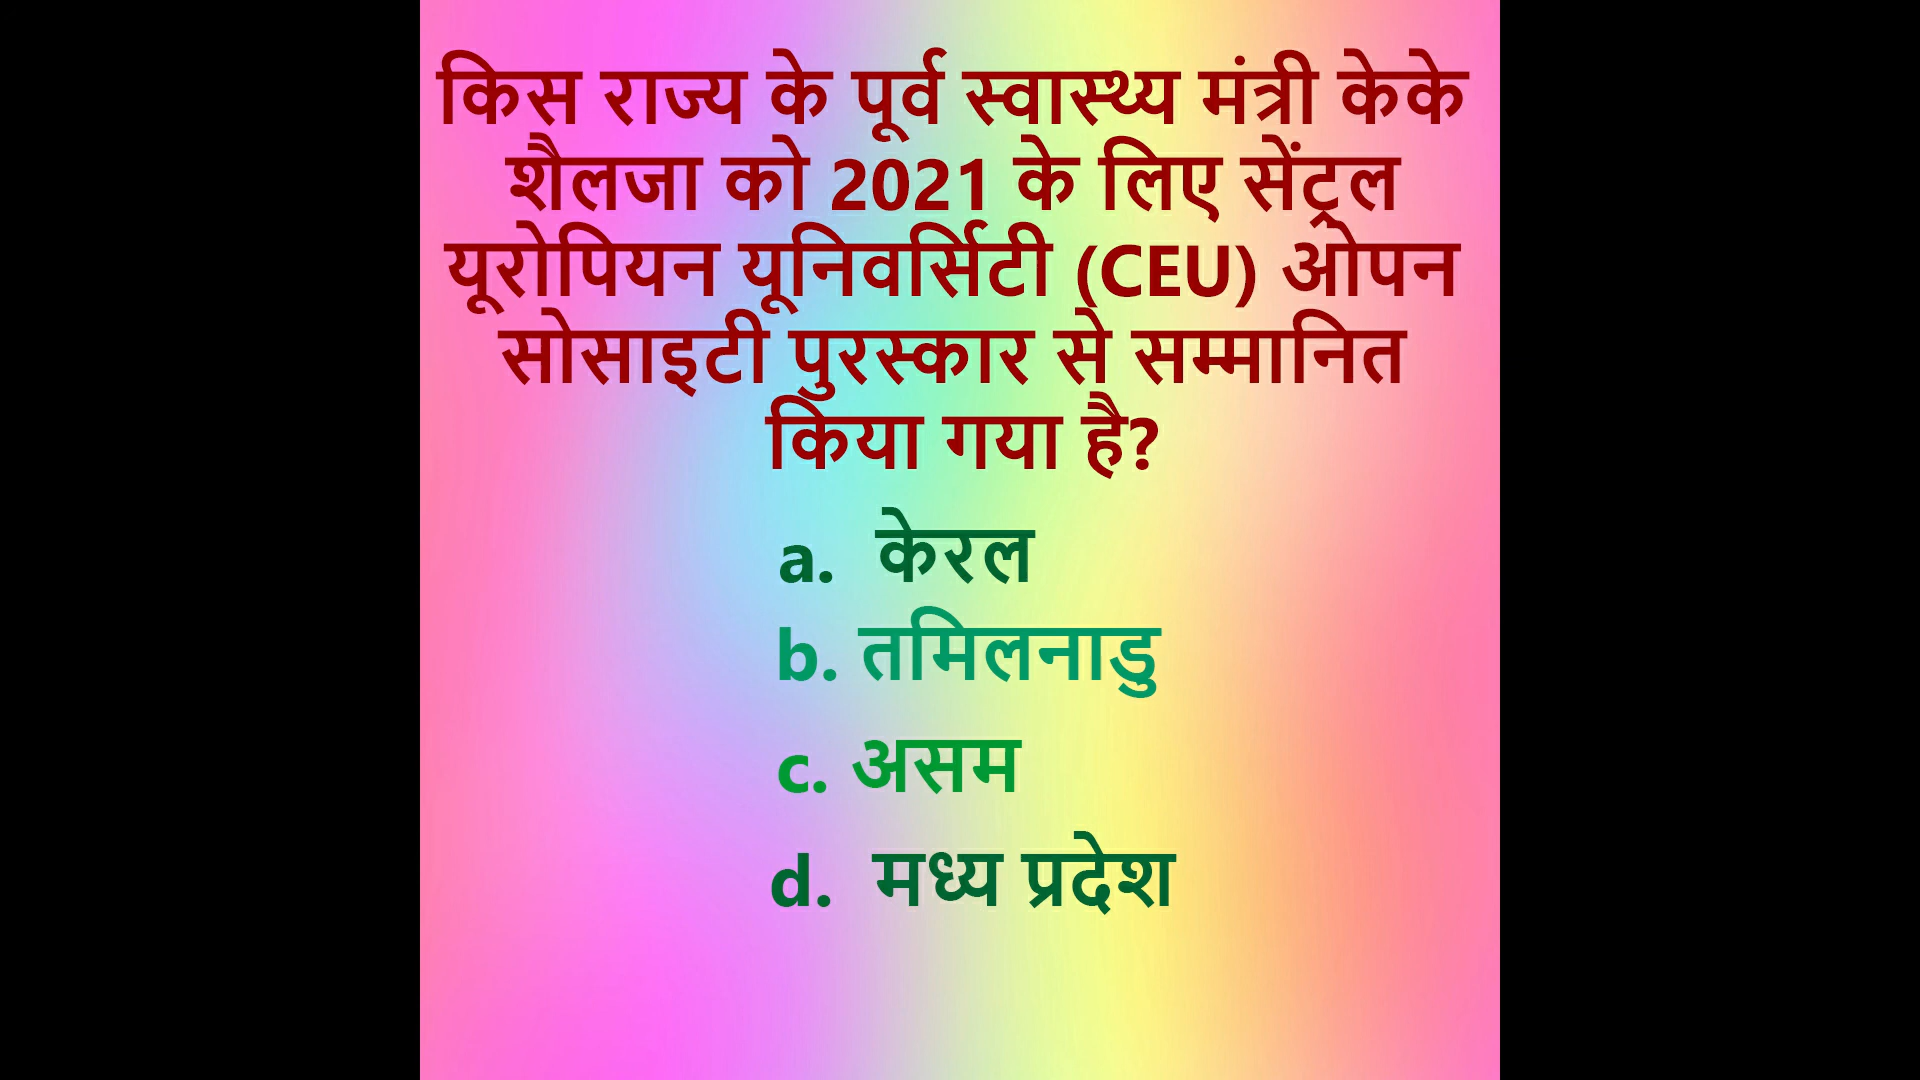 किस राज्य के पूर्व स्वास्थ्य मंत्री केके
शैलजा को 2021 के लिए सेंट्रल
यूरोपियन यूनिवर्सिटी (CEU) ओपन
सोसाइटी पुरस्कार से सम्मानित
किया गया है?
a. केरल
b. तमिलनाडु
c. असम
d. मध्य प्रदेश